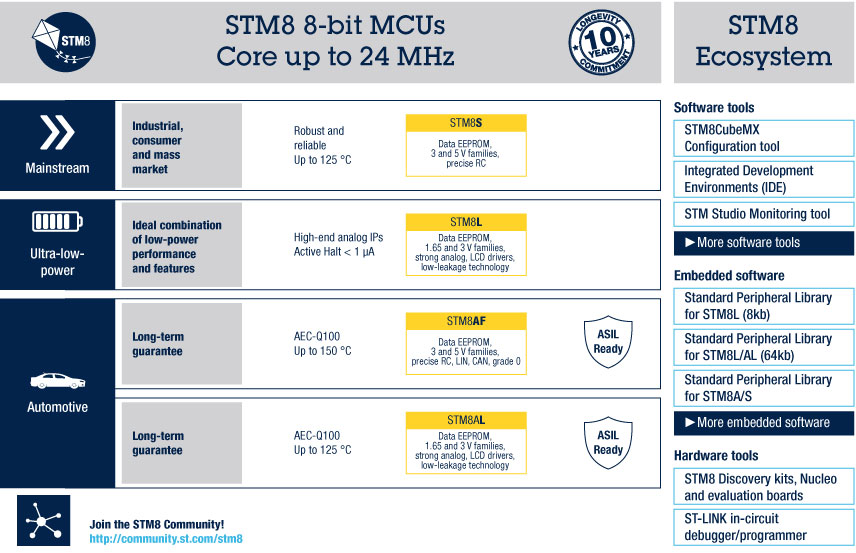 STM8
STM8 8-bit MCUs
Core up to 24 MHz
LONGEVITY
10
YEARS
COMMITMENT
STM8
Ecosystem
Mainstream
Industrial,
consumer
and mass
market
Robust and
reliable
Up to 125 °C
STM8S
Data EEPROM,
3 and 5 V families,
precise RC
Ultra-low-
power
Ideal combination
of low-power
performance
and features
High-end analog IPs
Active Halt < 1 µA
STM8L
Data EEPROM,
1.65 and 3 V families,
strong analog, LCD drivers,
low-leakage technology
Automotive
Long-term
guarantee
AEC-Q100
Up to 150 °C
STM8AF
Data EEPROM,
3 and 5 V families,
precise RC, LIN, CAN, grade 0
ASIL
Ready
Long-term
guarantee
AEC-Q100
Up to 125 °C
STM8AL
Data EEPROM,
1.65 and 3 V families,
strong analog, LCD drivers,
low-leakage technology
ASIL
Ready
Join the STM8 Community!
http://community.st.com/stm8
Software tools
STM8CubeMX
Configuration tool
Integrated Development
Environments (IDE)
STM Studio Monitoring tool
►More software tools
Embedded software
Standard Peripheral Library
for STM8L (8kb)
Standard Peripheral Library
for STM8L/AL (64kb)
Standard Peripheral Library
for STM8A/S
►More embedded software
Hardware tools
STM8 Discovery kits, Nucleo
and evaluation boards
ST-LINK in-circuit
debugger/programmer